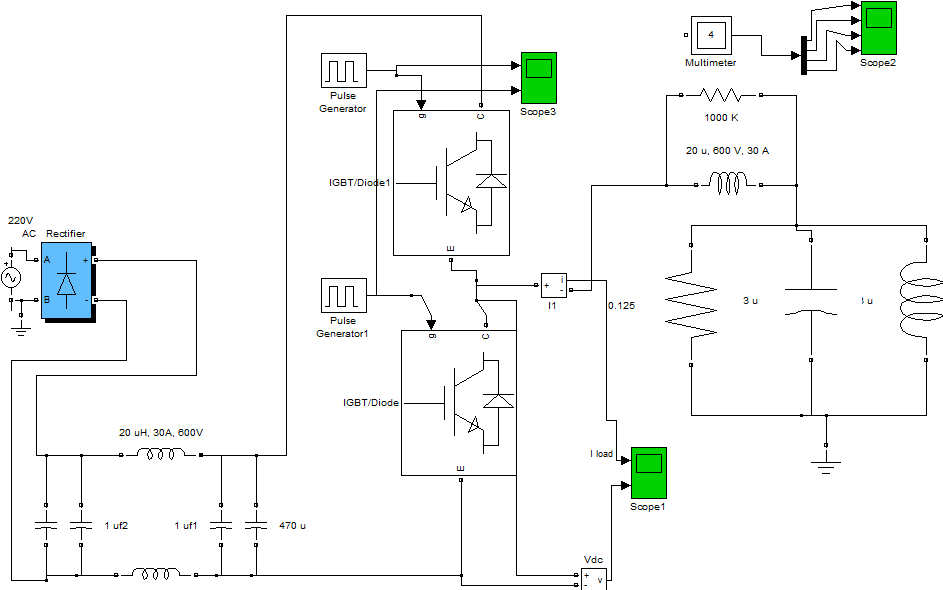 4
Multimeter
Scope2
Pulse
Generator
Scope3
1000 K
20 u, 600 V, 30 A
g
C
IGBT/Diode1
E
220V
AC
Rectifier
A
+
B
-
+
i
-
I1
0.125
3 u
u
Pulse
Generator1
g
C
IGBT/Diode
E
20 uH, 30A, 600V
I load
Scope1
1 uf2
1 uf1
470 u
Vdc
+
-
v